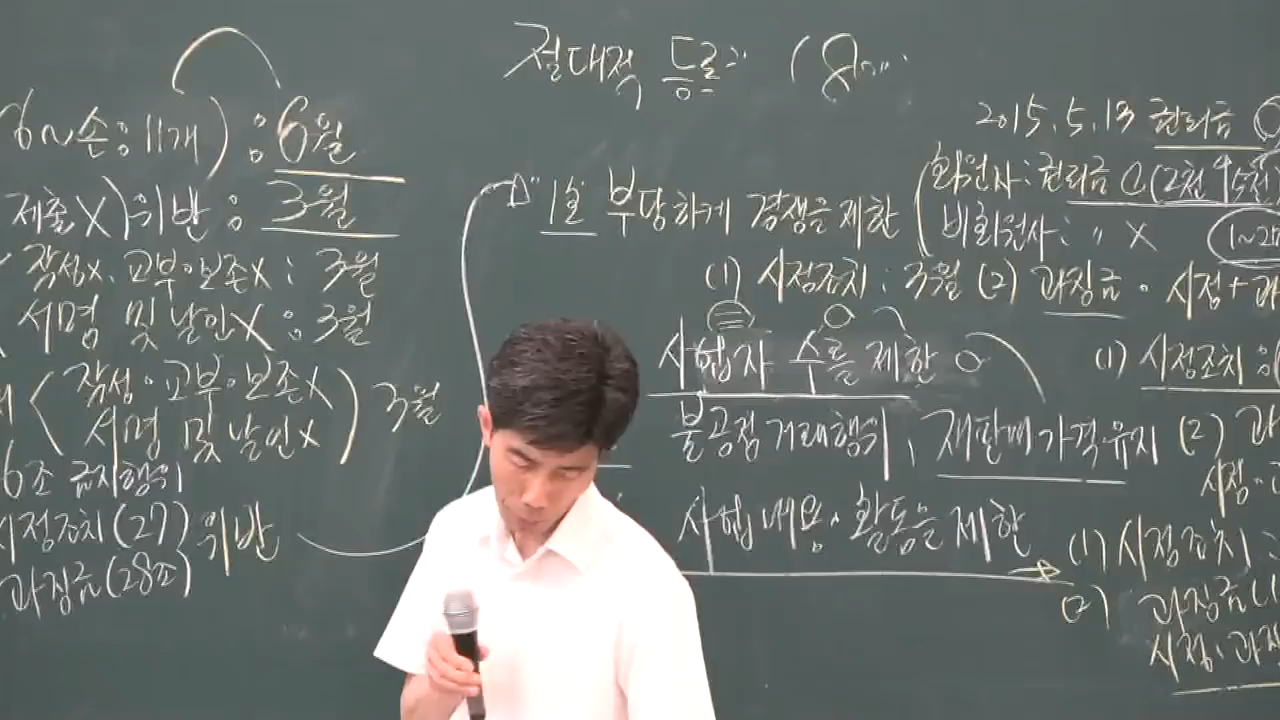 절대적 등록
6~손:11개) : 6월
제출X) 위반 : 3월
작성X. 교부·보존X : 3월
서명 및 날인X : 3월
작성·교부·보존X
서명 및 날인X
3월
6조 금지행위
시정조치(27) 위반
과징금(28조)
1호 부당하게 경쟁을 제한
(1) 시정조치 : 3월 (2) 과징금 · 시정+과
사업자 수를 제한
불공정거래행위, 재판매가격유지
사업내용·활동을 제한
2015.5.13 권리금
회원사 : 권리금 (2천
비회원사 : 〃 X
(1) 시정조치 :
(2) 과
시정·
(1) 시정조치 :
(2) 과징금(
시정·과징